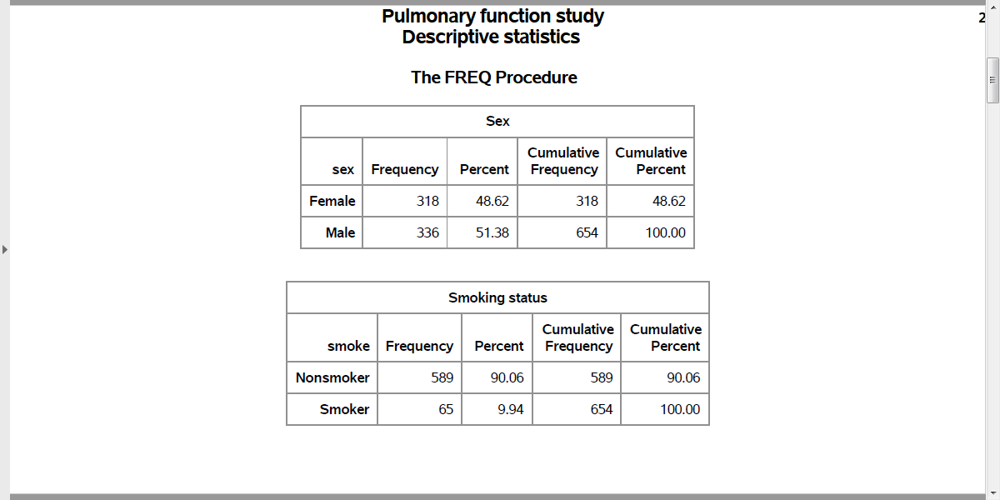 Pulmonary function study
2
Descriptive statistics
The FREQ Procedure
Sex
sex Frequency Percent Cumulative Frequency Cumulative Percent
Female 318 48.62 318 48.62
Male 336 51.38 654 100.00
Smoking status
smoke Frequency Percent Cumulative Frequency Cumulative Percent
Nonsmoker 589 90.06 589 90.06
Smoker 65 9.94 654 100.00